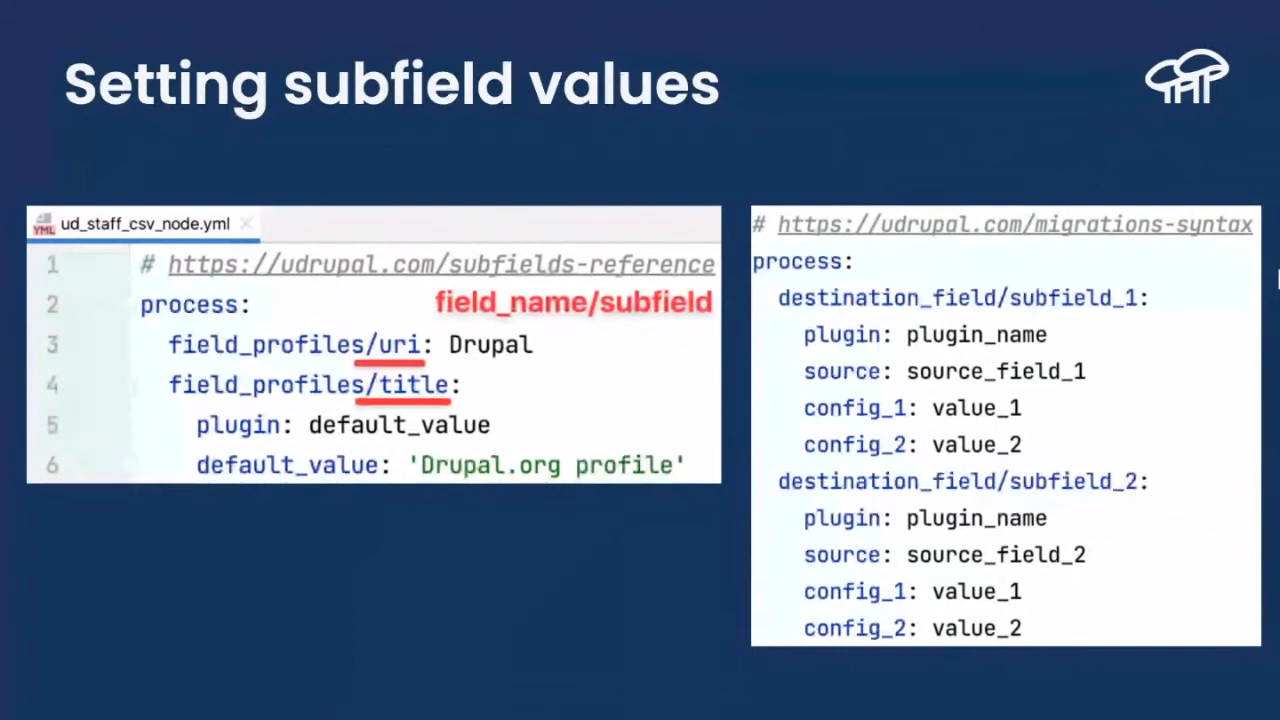 Setting subfield values
YML
ud_staff_csv_node.yml
1 # https://udrupal.com/subfields-reference
2 process:
field_name/subfield
3 field_profiles/uri: Drupal
4 field_profiles/title:
5 plugin: default_value
6 default_value: 'Drupal.org profile'
# https://udrupal.com/migrations-syntax
process:
destination_field/subfield_1:
plugin: plugin_name
source: source_field_1
config_1: value_1
config_2: value_2
destination_field/subfield_2:
plugin: plugin_name
source: source_field_2
config_1: value_1
config_2: value_2